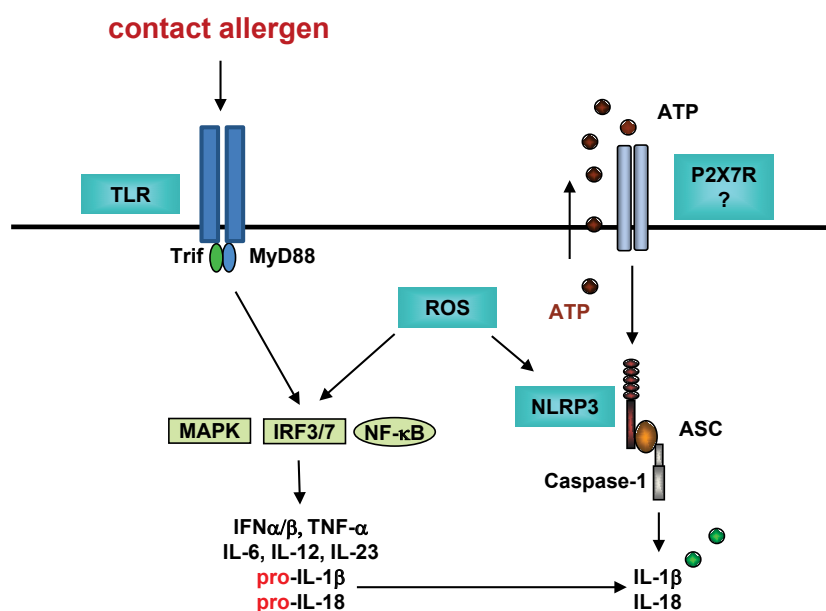 contact allergen
ATP
TLR
P2X7R
?
Trif
MyD88
ATP
ROS
NLRP3
ASC
MAPK
IRF3/7
NF-κB
Caspase-1
IFNα/β, TNF-α
IL-6, IL-12, IL-23
pro-IL-1β
pro-IL-18
IL-1β
IL-18